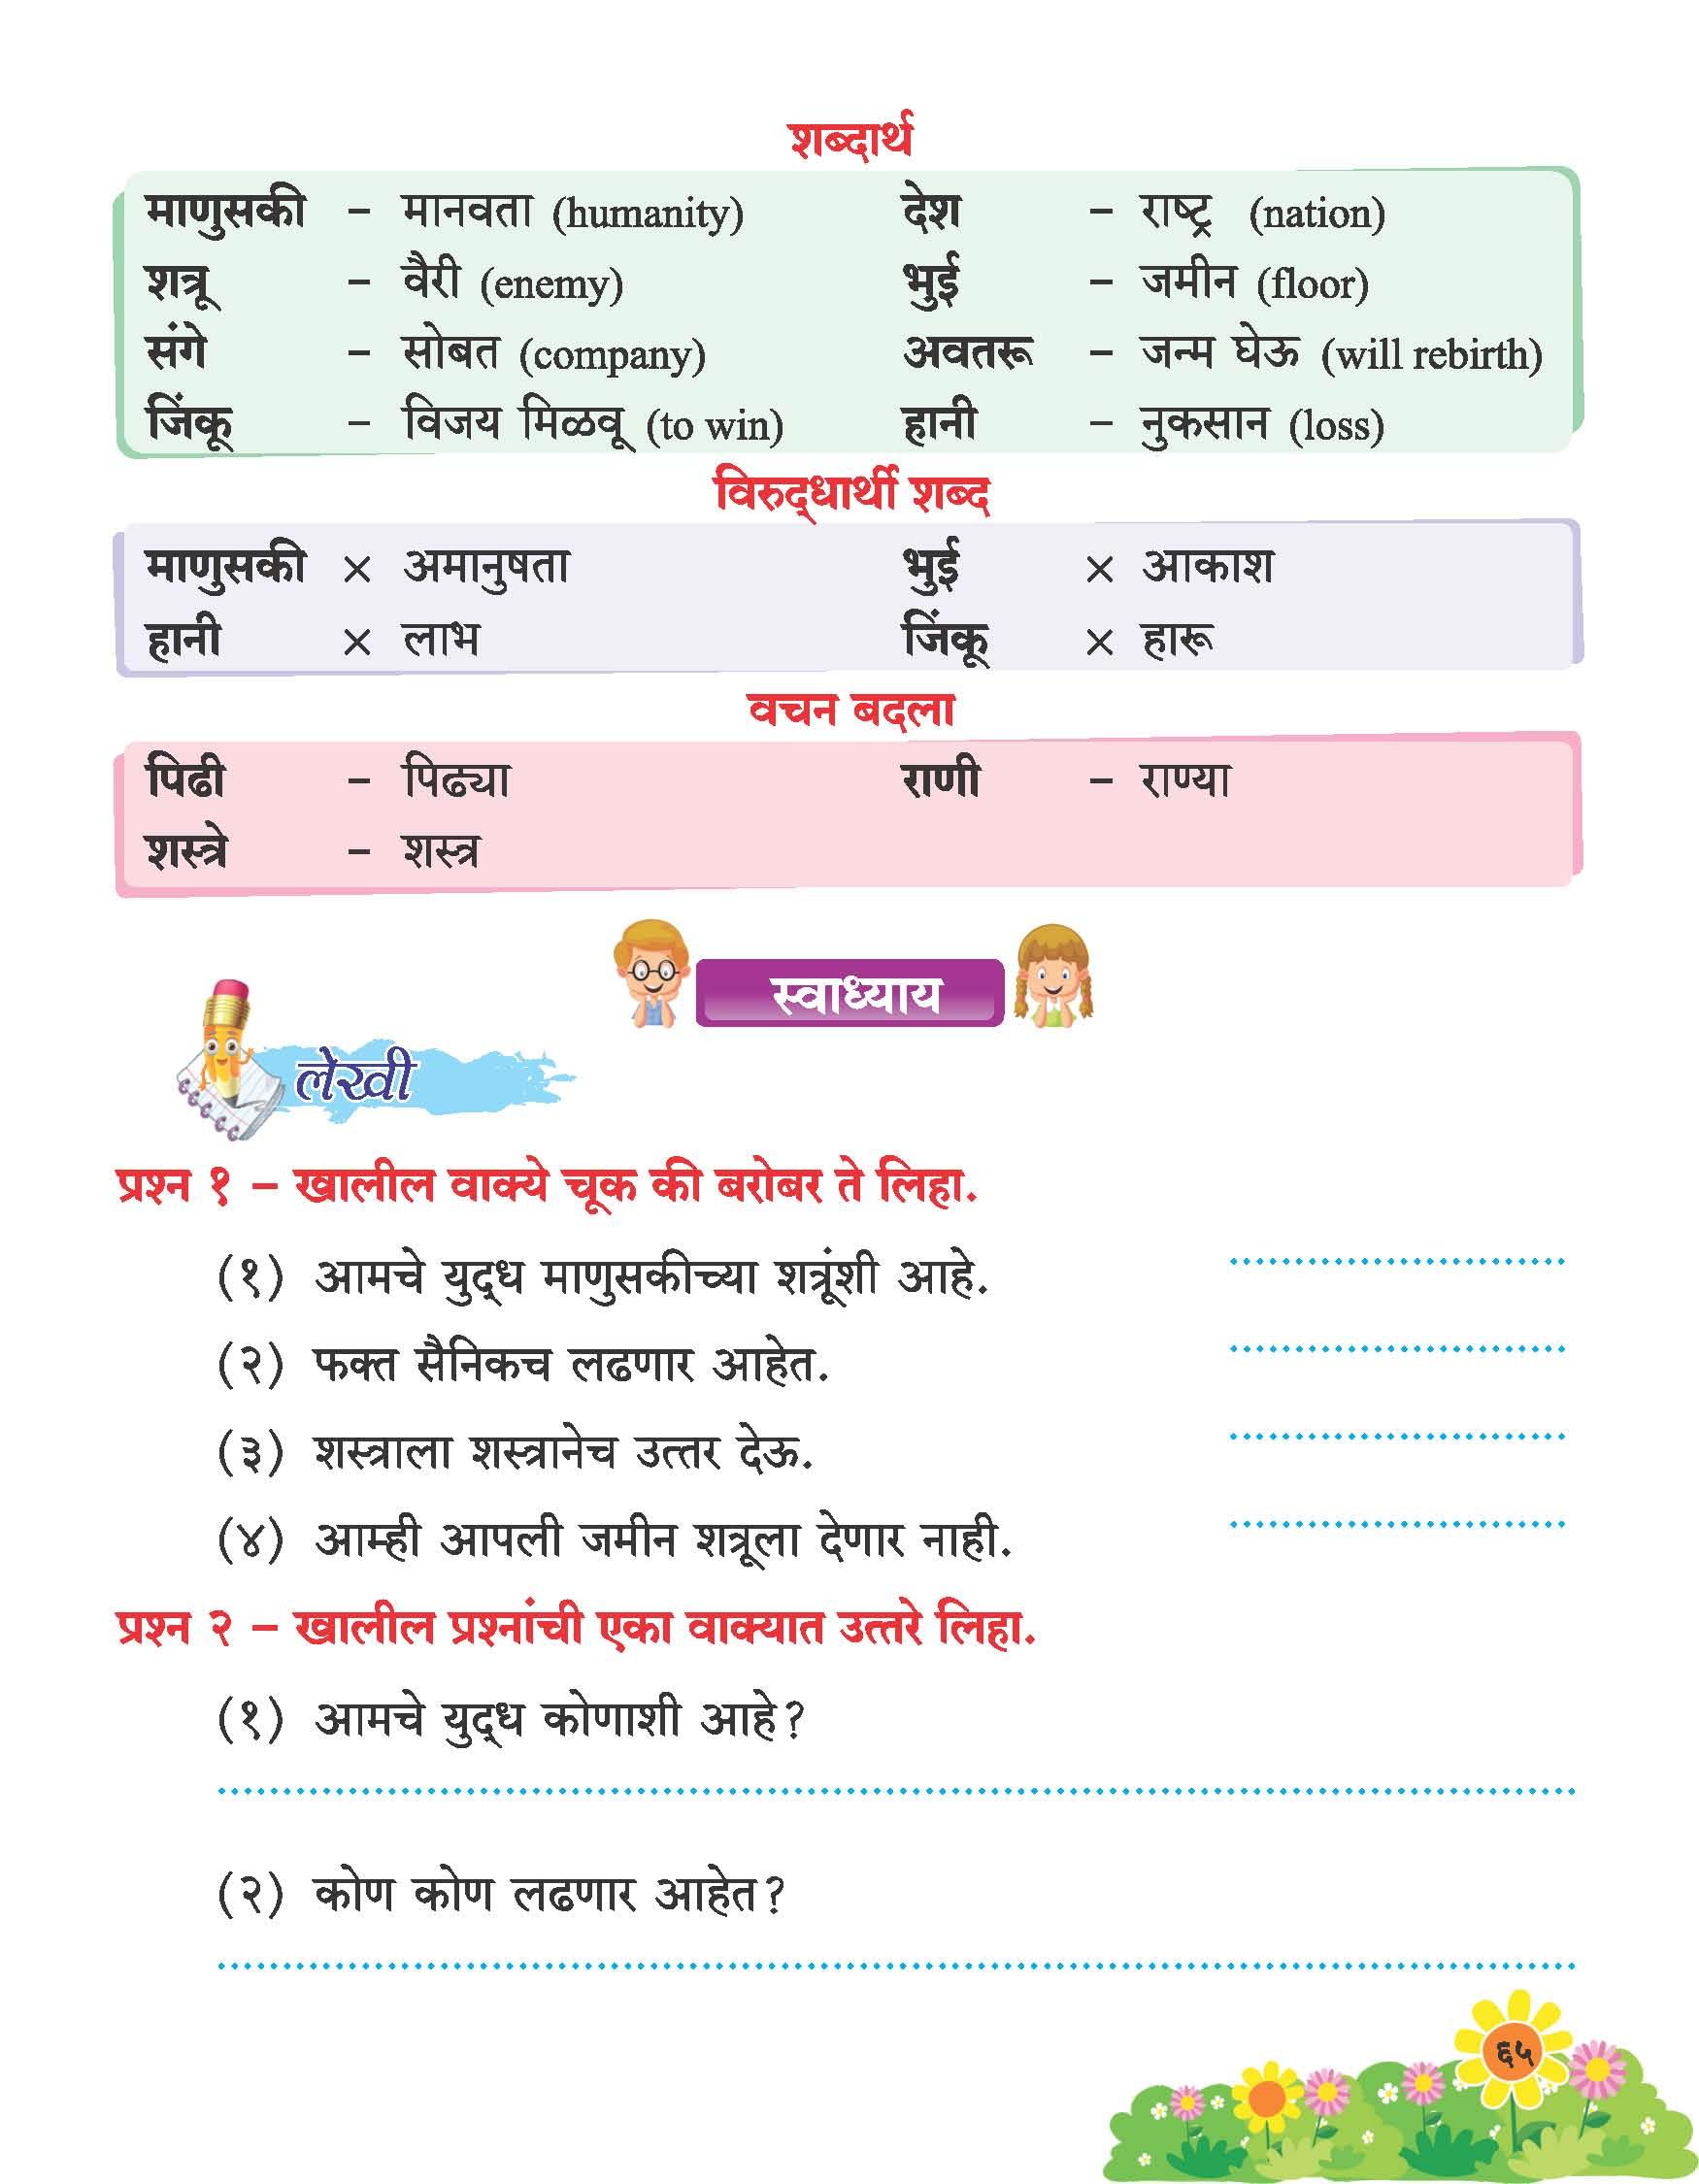 शब्दार्थ
माणुसकी – मानवता (humanity) देश – राष्ट्र (nation)
शत्रू – वैरी (enemy) भुई – जमीन (floor)
संगे – सोबत (company) अवतरू – जन्म घेऊ (will rebirth)
जिंकू – विजय मिळवू (to win) हानी – नुकसान (loss)
विरुद्धार्थी शब्द
माणुसकी × अमानुषता भुई × आकाश
हानी × लाभ जिंकू × हारू
वचन बदला
पिढी – पिढ्या राणी – राण्या
शस्त्रे – शस्त्र
स्वाध्याय
लेखी
प्रश्न १ – खालील वाक्ये चूक की बरोबर ते लिहा.
(१) आमचे युद्ध माणुसकीच्या शत्रूंशी आहे.
(२) फक्त सैनिकच लढणार आहेत.
(३) शस्त्राला शस्त्रानेच उत्तर देऊ.
(४) आम्ही आपली जमीन शत्रूला देणार नाही.
प्रश्न २ – खालील प्रश्नांची एका वाक्यात उत्तरे लिहा.
(१) आमचे युद्ध कोणाशी आहे?
(२) कोण कोण लढणार आहेत?
६५